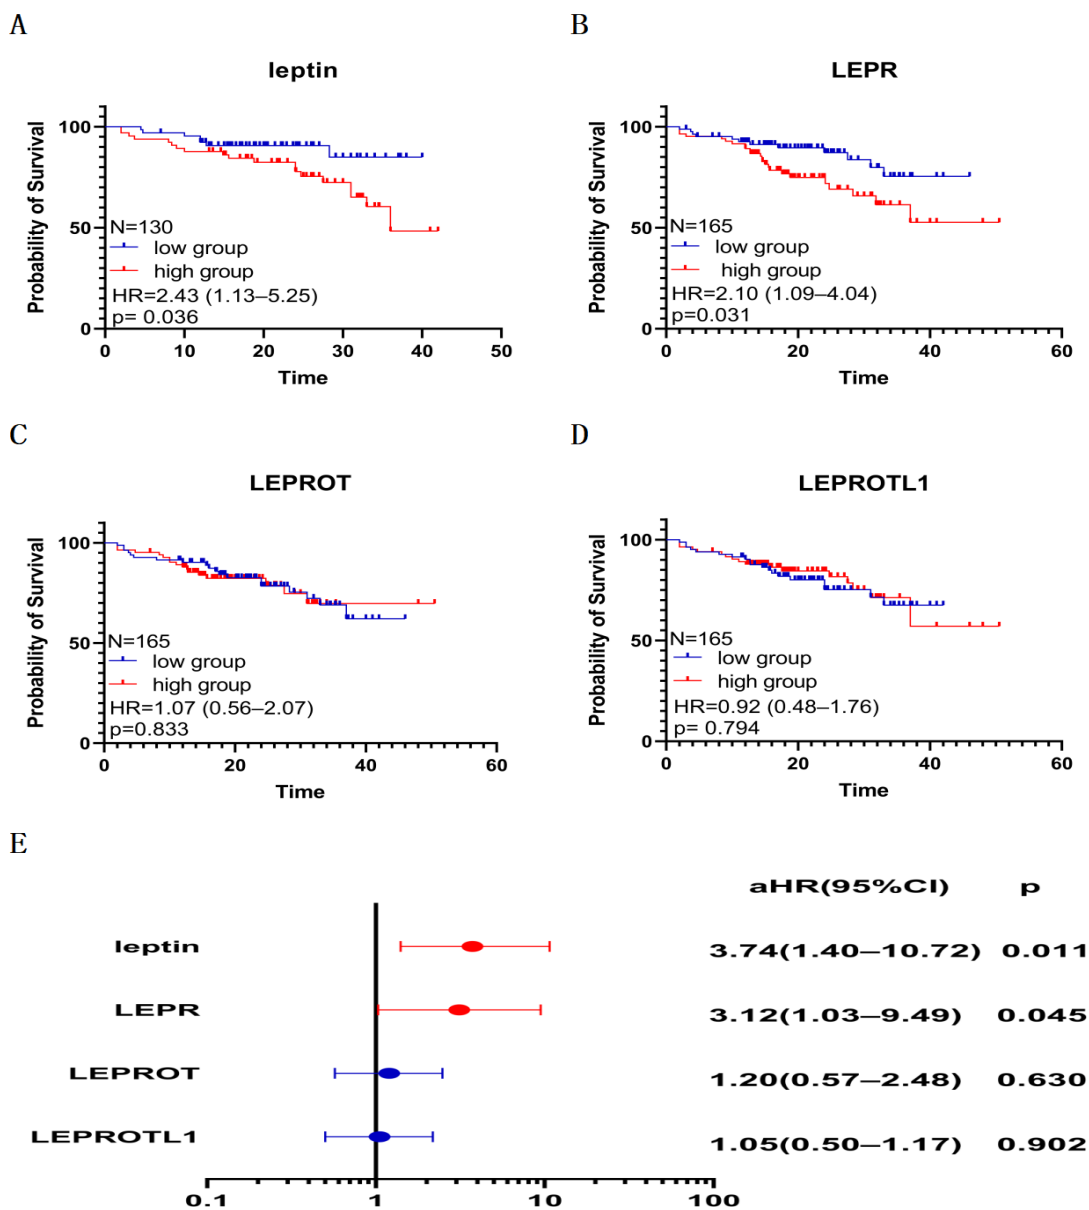 A
leptin
Probability of Survival
100
50
0
N=130
low group
high group
HR=2.43 (1.13–5.25)
p= 0.036
0 10 20 30 40 50
Time
B
LEPR
Probability of Survival
100
50
0
N=165
low group
high group
HR=2.10 (1.09–4.04)
p=0.031
0 20 40 60
Time
C
LEPROT
Probability of Survival
100
50
0
N=165
low group
high group
HR=1.07 (0.56–2.07)
p=0.833
0 20 40 60
Time
D
LEPROTL1
Probability of Survival
100
50
0
N=165
low group
high group
HR=0.92 (0.48–1.76)
p= 0.794
0 20 40 60
Time
E
aHR(95%CI) p
leptin 3.74(1.40–10.72) 0.011
LEPR 3.12(1.03–9.49) 0.045
LEPROT 1.20(0.57–2.48) 0.630
LEPROTL1 1.05(0.50–1.17) 0.902
0.1 1 10 100